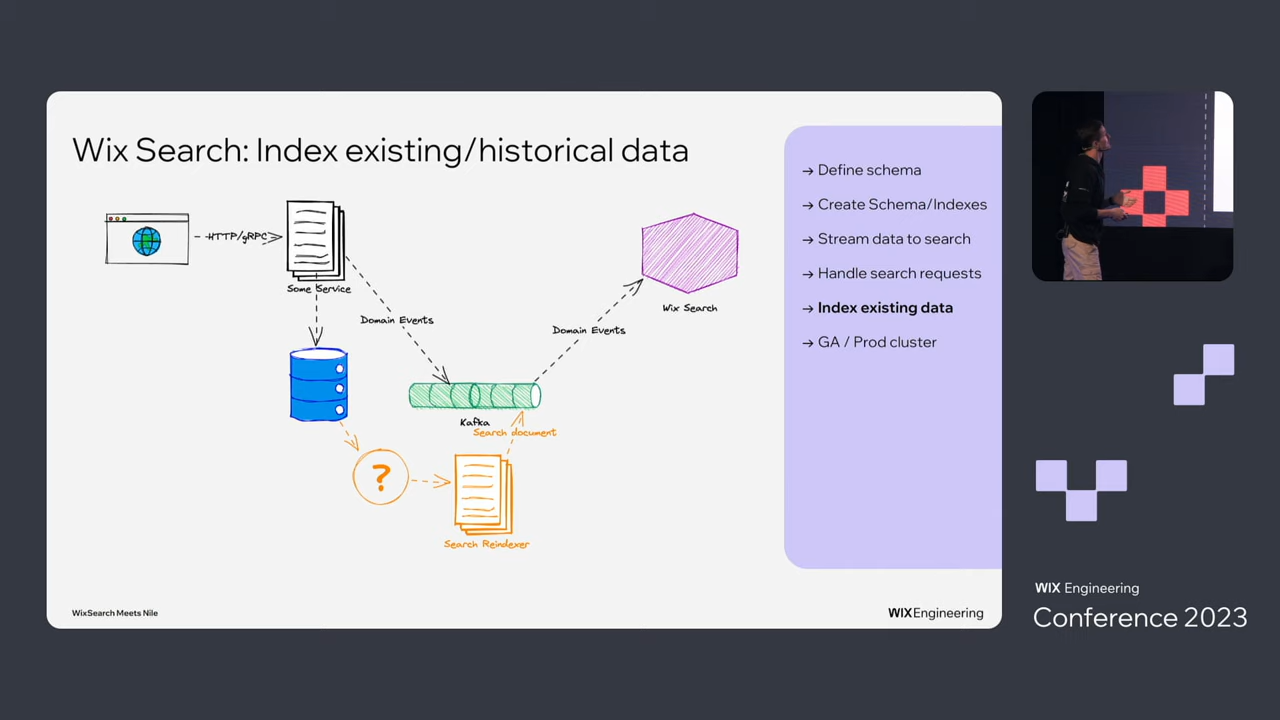 Wix Search: Index existing/historical data
HTTP/gRPC
Some Service
Domain Events
Domain Events
Wix Search
Kafka
Search document
?
Search Reindexer
→ Define schema
→ Create Schema/Indexes
→ Stream data to search
→ Handle search requests
→ Index existing data
→ GA / Prod cluster
WixSearch Meets Nile
WIXEngineering
WIX Engineering
Conference 2023